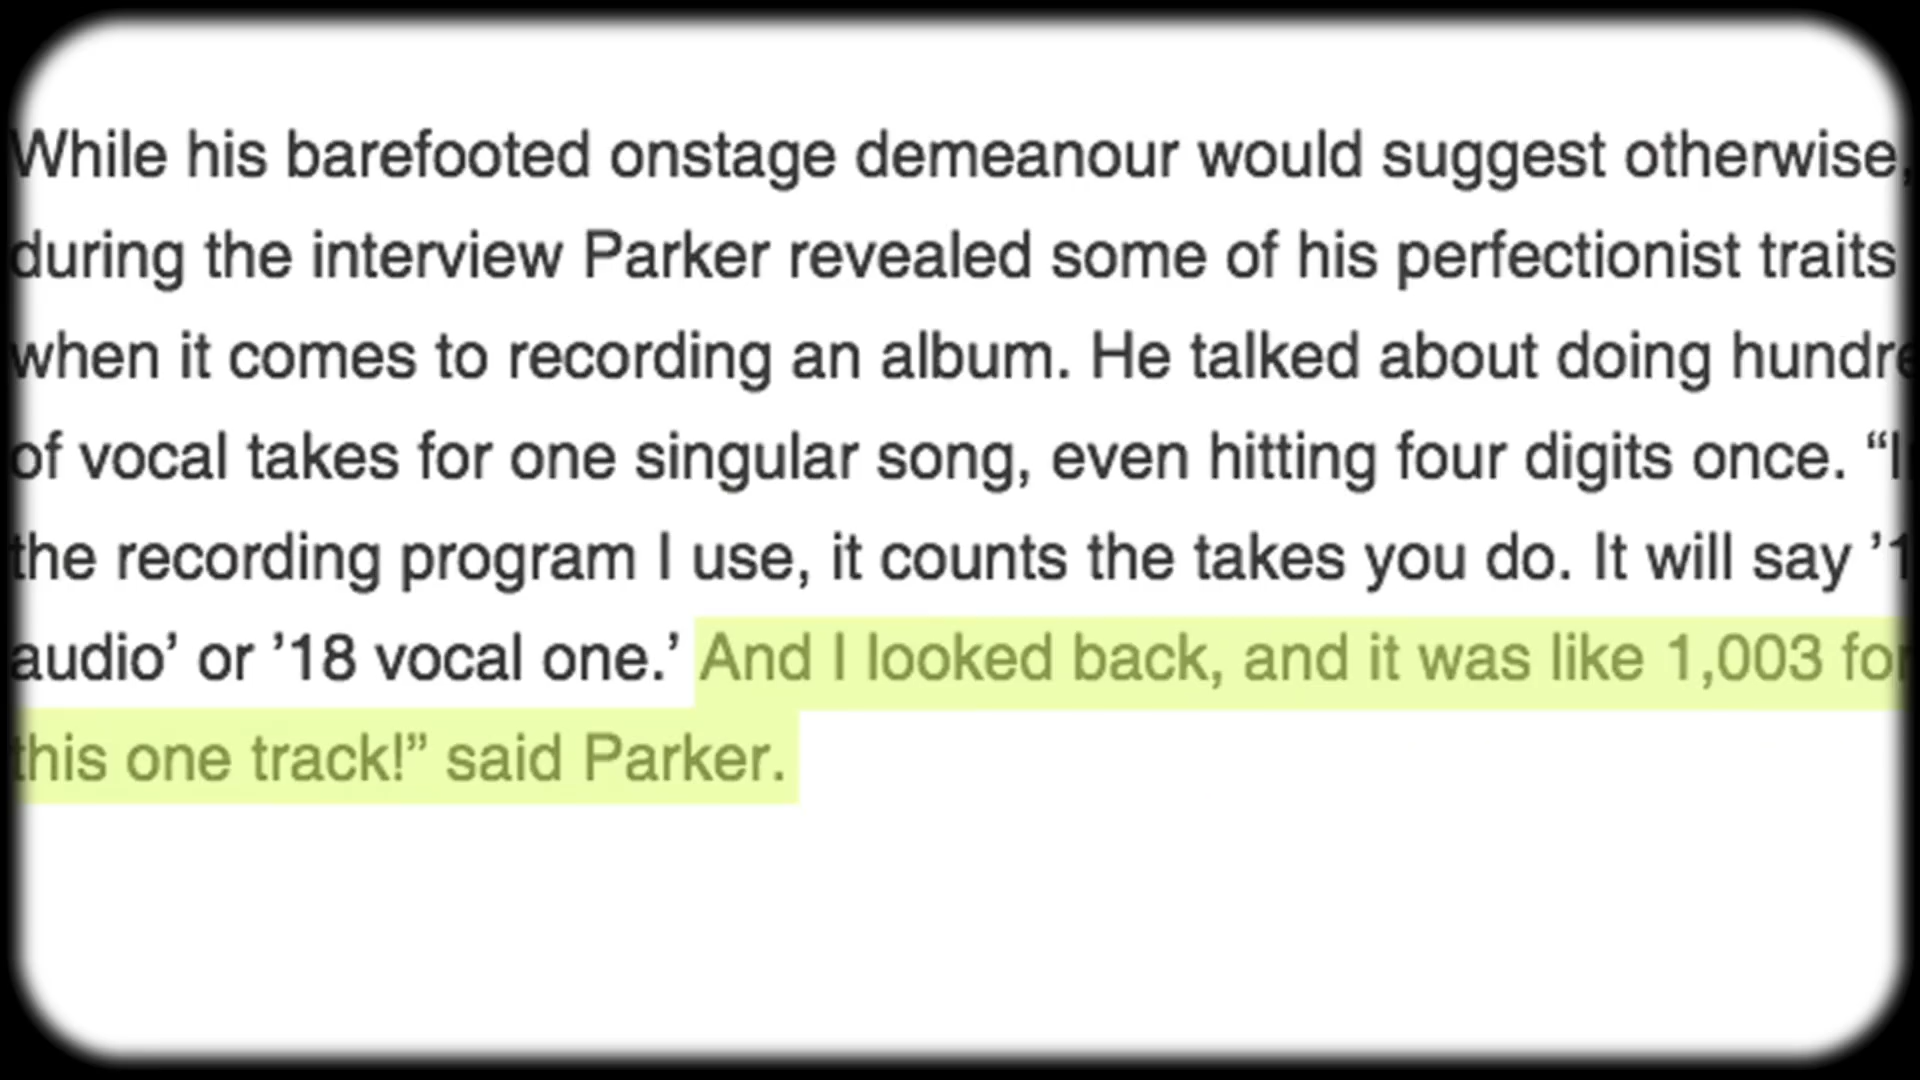 While his barefooted onstage demeanour would suggest otherwise,
during the interview Parker revealed some of his perfectionist traits
when it comes to recording an album. He talked about doing
of vocal takes for one singular song, even hitting four digits once.
the recording program I use, it counts the takes you do. It will say
audio’ or ’18 vocal one.’ And I looked back, and it was like 1,003 for
this one track!” said Parker.